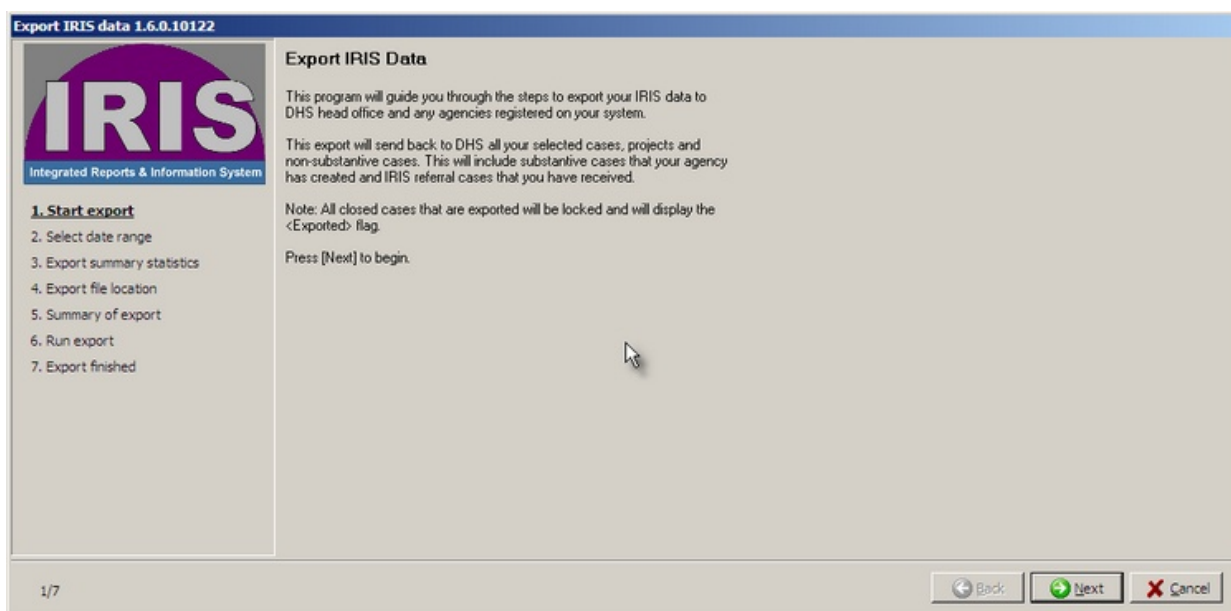 Export IRIS data 1.6.0.10122
IRIS
Integrated Reports & Information System
1. Start export
2. Select date range
3. Export summary statistics
4. Export file location
5. Summary of export
6. Run export
7. Export finished
Export IRIS Data
This program will guide you through the steps to export your IRIS data to
DHS head office and any agencies registered on your system.
This export will send back to DHS all your selected cases, projects and
non-substantive cases. This will include substantive cases that your agency
has created and IRIS referral cases that you have received.
Note: All closed cases that are exported will be locked and will display the
<Exported> flag.
Press [Next] to begin.
1/7
Back
Next
Cancel